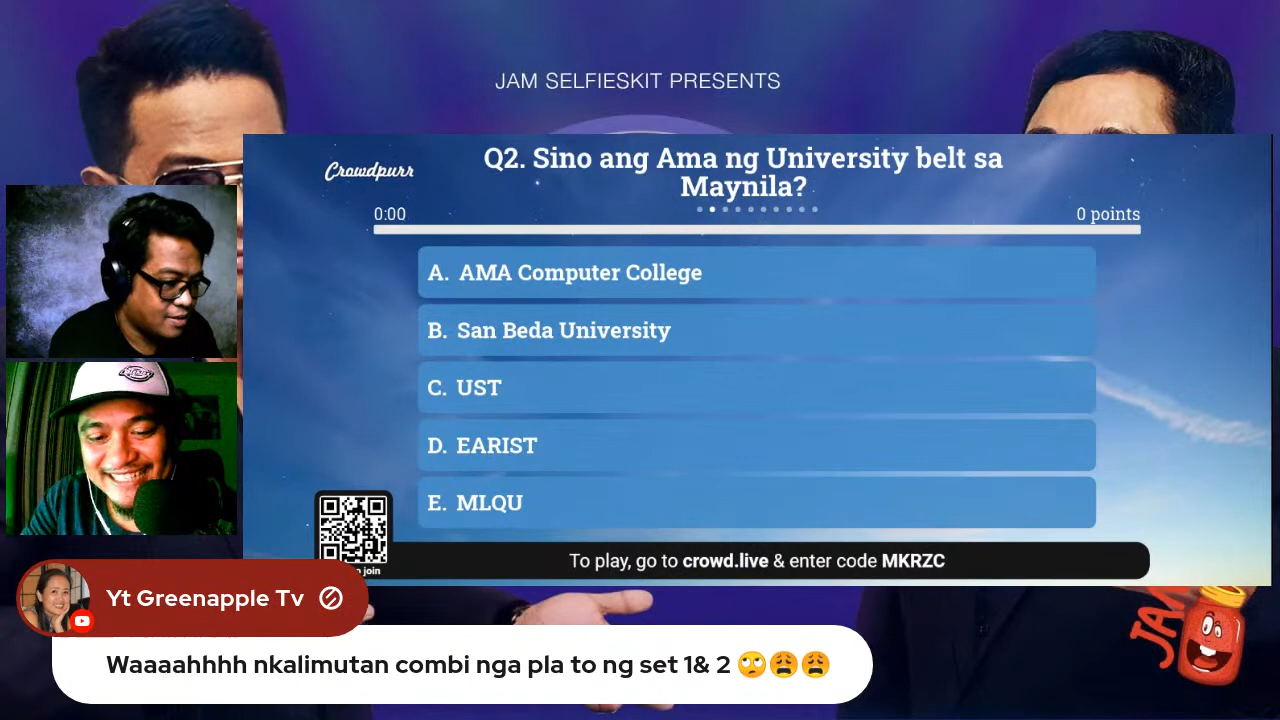 JAM SELFIESKIT PRESENTS
Crowdpurr
Q2. Sino ang Ama ng University belt sa
Maynila?
0:00
0 points
A. AMA Computer College
B. San Beda University
C. UST
D. EARIST
E. MLQU
join
To play, go to crowd.live & enter code MKRZC
Yt Greenapple Tv
Waaaahhhh nkalimutan combi nga pla to ng set 1& 2 🙄😩😩
JAM